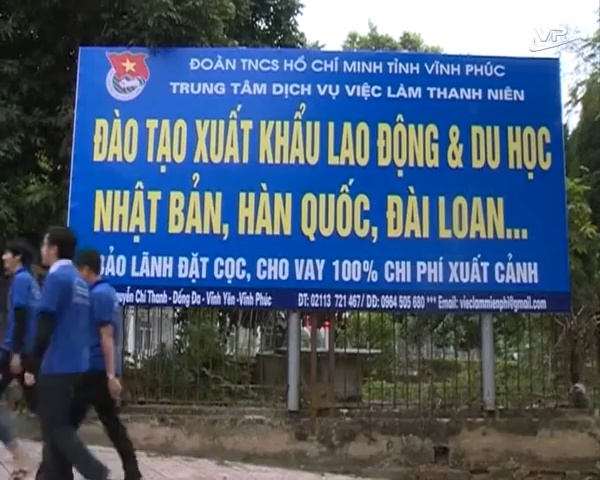 VP
ĐOÀN TNCS HỒ CHÍ MINH TỈNH VĨNH PHÚC
TRUNG TÂM DỊCH VỤ VIỆC LÀM THANH NIÊN
ĐÀO TẠO XUẤT KHẨU LAO ĐỘNG & DU HỌC
NHẬT BẢN, HÀN QUỐC, ĐÀI LOAN...
BẢO LÃNH ĐẶT CỌC, CHO VAY 100% CHI PHÍ XUẤT CẢNH
Chí Thanh - Đống Đa - Vĩnh Yên - Vĩnh Phúc ĐT: 02113 721 467 / DĐ: 0964 505 680 *** Email: vieclammienphi@gmail.com